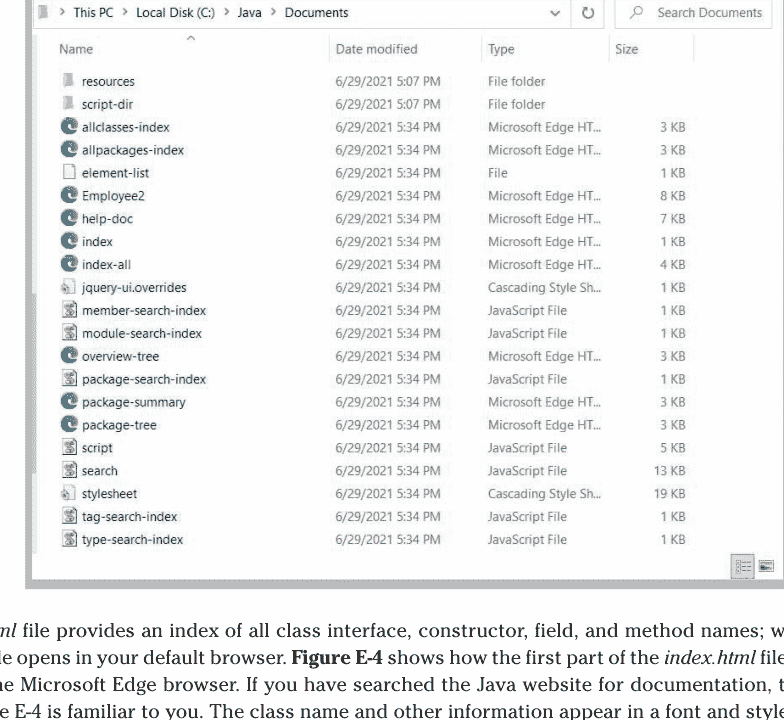 This PC > Local Disk (C:) > Java > Documents Search Documents
Name Date modified Type Size
resources 6/29/2021 5:07 PM File folder
script-dir 6/29/2021 5:07 PM File folder
allclasses-index 6/29/2021 5:34 PM Microsoft Edge HT... 3 KB
allpackages-index 6/29/2021 5:34 PM Microsoft Edge HT... 3 KB
element-list 6/29/2021 5:34 PM File 1 KB
Employee2 6/29/2021 5:34 PM Microsoft Edge HT... 8 KB
help-doc 6/29/2021 5:34 PM Microsoft Edge HT... 7 KB
index 6/29/2021 5:34 PM Microsoft Edge HT... 1 KB
index-all 6/29/2021 5:34 PM Microsoft Edge HT... 4 KB
jquery-ui.overrides 6/29/2021 5:34 PM Cascading Style Sh... 1 KB
member-search-index 6/29/2021 5:34 PM JavaScript File 1 KB
module-search-index 6/29/2021 5:34 PM JavaScript File 1 KB
overview-tree 6/29/2021 5:34 PM Microsoft Edge HT... 3 KB
package-search-index 6/29/2021 5:34 PM JavaScript File 1 KB
package-summary 6/29/2021 5:34 PM Microsoft Edge HT... 3 KB
package-tree 6/29/2021 5:34 PM Microsoft Edge HT... 3 KB
script 6/29/2021 5:34 PM JavaScript File 5 KB
search 6/29/2021 5:34 PM JavaScript File 13 KB
stylesheet 6/29/2021 5:34 PM Cascading Style Sh... 19 KB
tag-search-index 6/29/2021 5:34 PM JavaScript File 1 KB
type-search-index 6/29/2021 5:34 PM JavaScript File 1 KB
ml file provides an index of all class interface, constructor, field, and method names; w
le opens in your default browser. Figure E-4 shows how the first part of the index.html file
ne Microsoft Edge browser. If you have searched the Java website for documentation, t
e E-4 is familiar to you. The class name and other information appear in a font and style